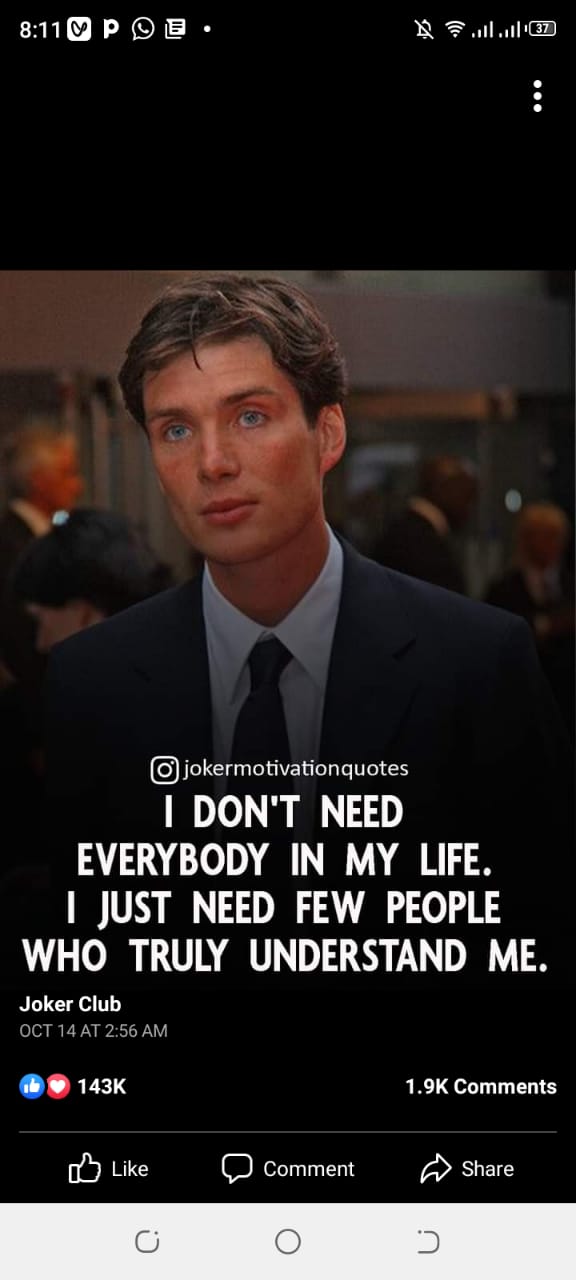 8:11
37
jokermotivationquotes
I DON'T NEED
EVERYBODY IN MY LIFE.
I JUST NEED FEW PEOPLE
WHO TRULY UNDERSTAND ME.
Joker Club
OCT 14 AT 2:56 AM
143K 1.9K Comments
Like Comment Share